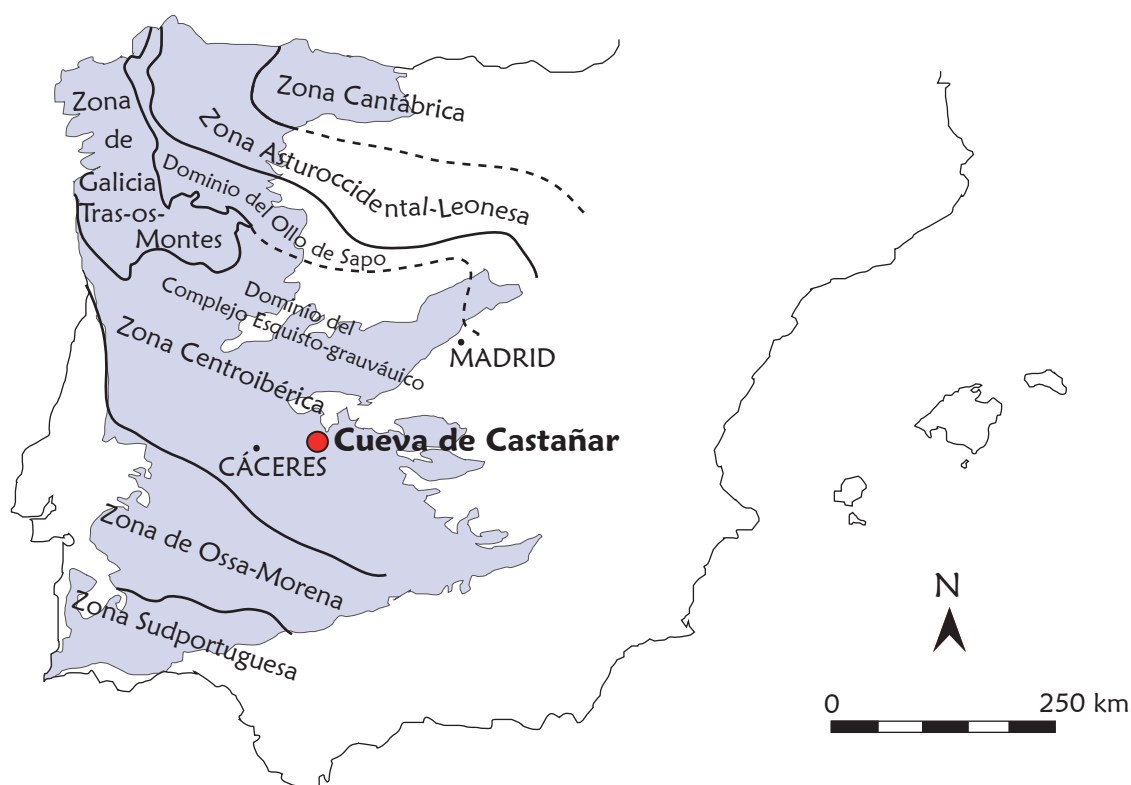 Zona Cantábrica
Zona
de
Galicia
Tras-os-
Montes
Zona Asturoccidental-Leonesa
Dominio del Ollo de Sapo
Dominio del
Complejo Esquisto-grauváuico
Zona Centroibérica
MADRID
Cueva de Castañar
CÁCERES
Zona de Ossa-Morena
Zona Sudportuguesa
N
0 250 km